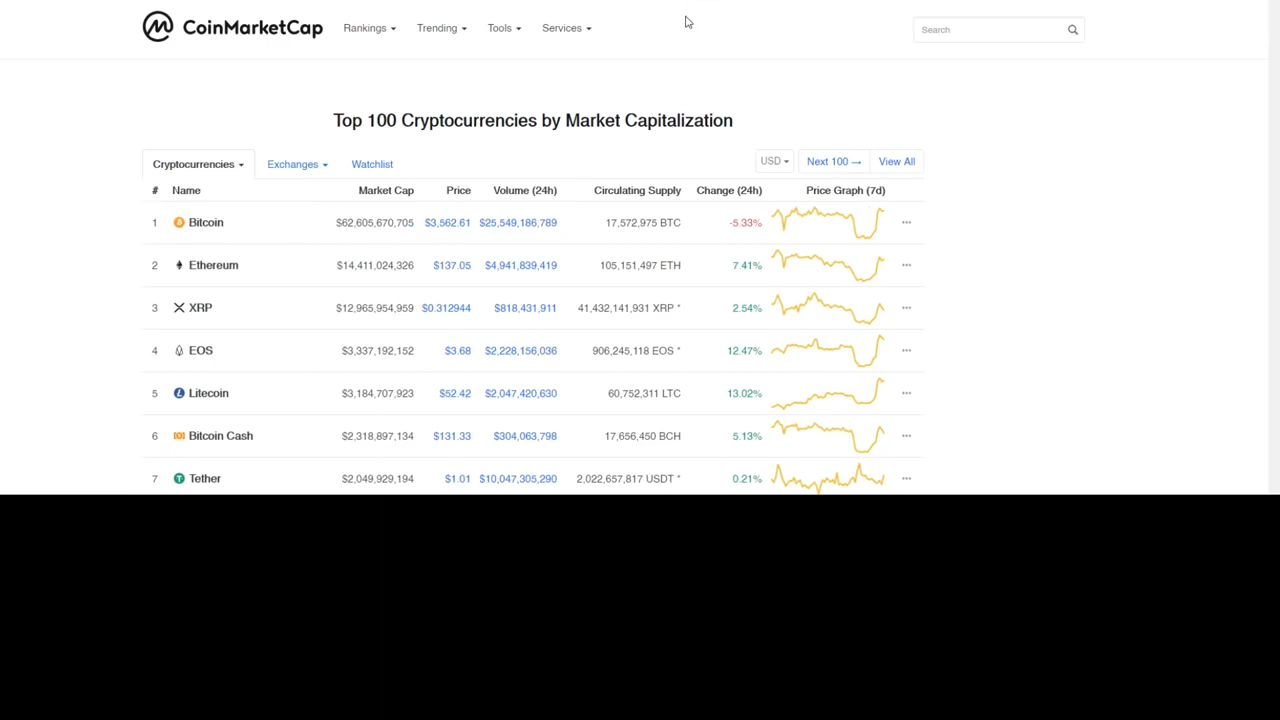 CoinMarketCap Rankings Trending Tools Services Search
Top 100 Cryptocurrencies by Market Capitalization
Cryptocurrencies Exchanges Watchlist USD Next 100 → View All
# Name Market Cap Price Volume (24h) Circulating Supply Change (24h) Price Graph (7d)
1 Bitcoin $62,605,670,705 $3,562.61 $25,549,186,789 17,572,975 BTC -5.33%
2 Ethereum $14,411,024,326 $137.05 $4,941,839,419 105,151,497 ETH 7.41%
3 XRP $12,965,954,959 $0.312944 $818,431,911 41,432,141,931 XRP * 2.54%
4 EOS $3,337,192,152 $3.68 $2,228,156,036 906,245,118 EOS * 12.47%
5 Litecoin $3,184,707,923 $52.42 $2,047,420,630 60,752,311 LTC 13.02%
6 Bitcoin Cash $2,318,897,134 $131.33 $304,063,798 17,656,450 BCH 5.13%
7 Tether $2,049,929,194 $1.01 $10,047,305,290 2,022,657,817 USDT * 0.21%